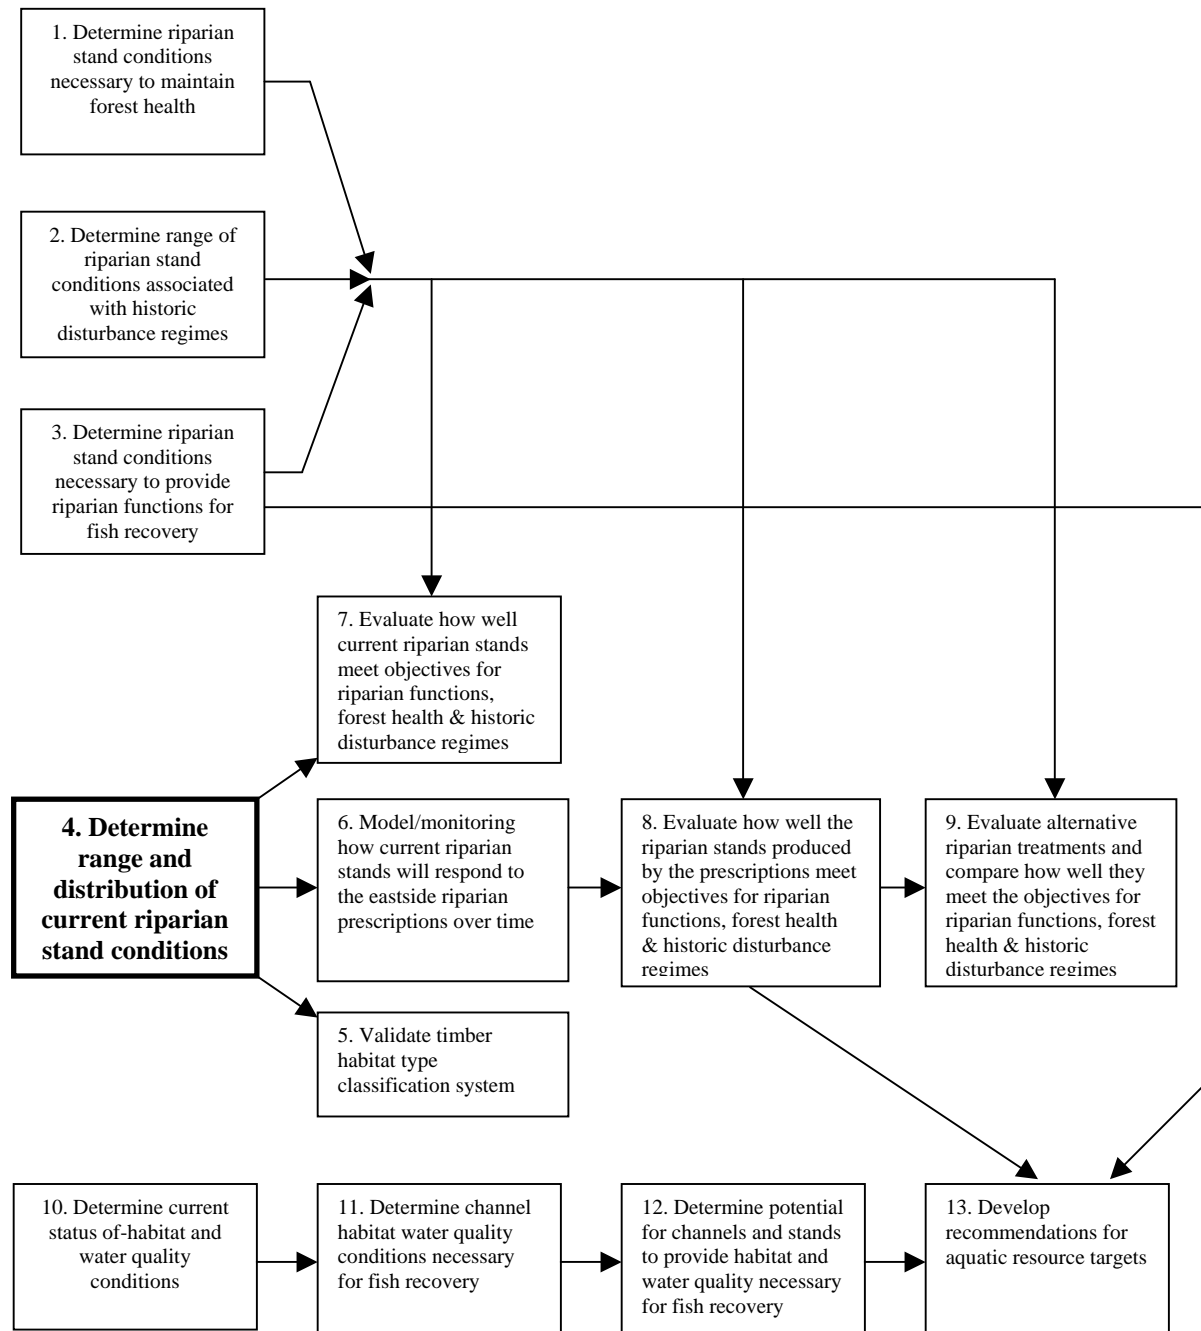 1. Determine riparian
stand conditions
necessary to maintain
forest health
2. Determine range of
riparian stand
conditions associated
with historic
disturbance regimes
3. Determine riparian
stand conditions
necessary to provide
riparian functions for
fish recovery
7. Evaluate how well
current riparian stands
meet objectives for
riparian functions,
forest health & historic
disturbance regimes
4. Determine
range and
distribution of
current riparian
stand conditions
6. Model/monitoring
how current riparian
stands will respond to
the eastside riparian
prescriptions over time
8. Evaluate how well the
riparian stands produced
by the prescriptions meet
objectives for riparian
functions, forest health
& historic disturbance
regimes
9. Evaluate alternative
riparian treatments and
compare how well they
meet the objectives for
riparian functions, forest
health & historic
disturbance regimes
5. Validate timber
habitat type
classification system
10. Determine current
status of-habitat and
water quality
conditions
11. Determine channel
habitat water quality
conditions necessary
for fish recovery
12. Determine potential
for channels and stands
to provide habitat and
water quality necessary
for fish recovery
13. Develop
recommendations for
aquatic resource targets